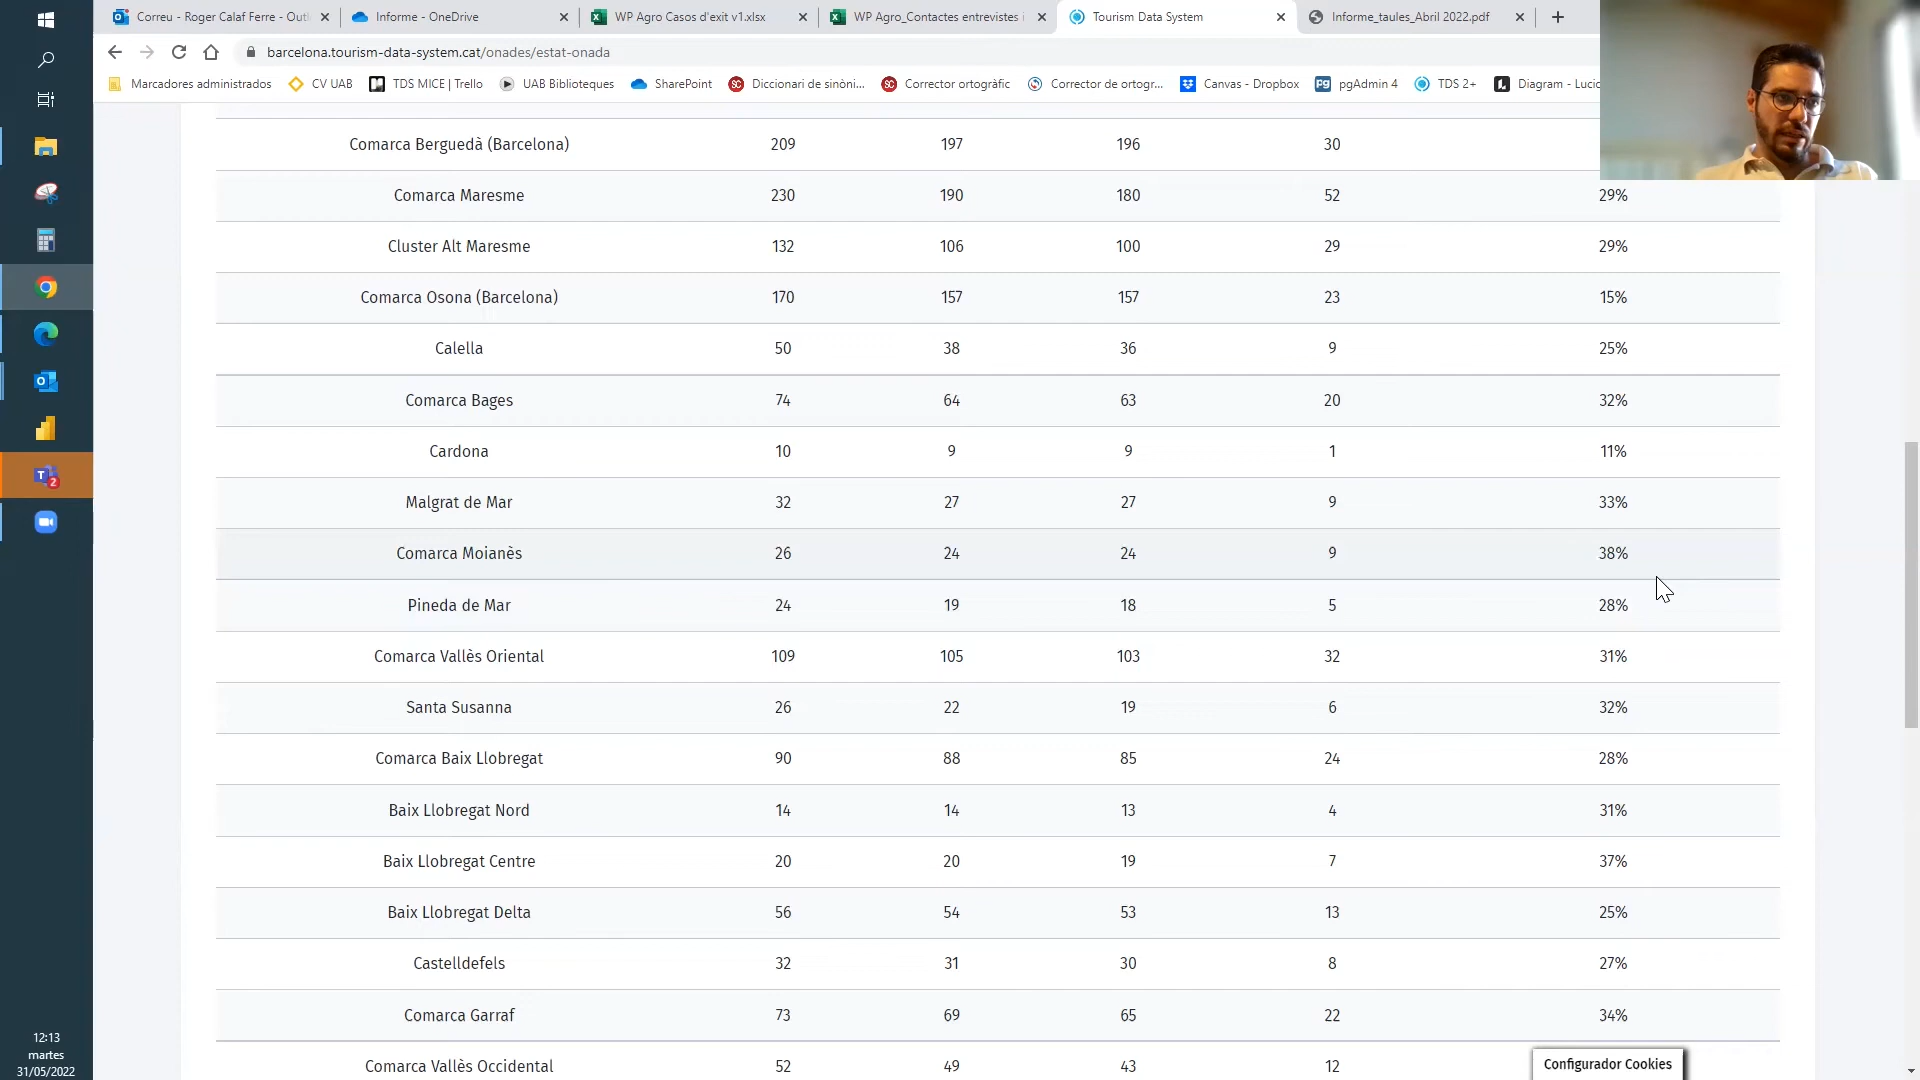 Correu - Roger Calaf Ferre - Out
Informe - OneDrive
WP Agro Casos d'exit v1.xlsx
WP Agro_Contactes entrevistes i
Tourism Data System
Informe_taules_Abril 2022.pdf
barcelona.tourism-data-system.cat/onades/estat-onada
Marcadores administrados
CV UAB
TDS MICE | Trello
UAB Biblioteques
SharePoint
Diccionari de sinòni...
Corrector ortogràfic
Corrector de ortogr...
Canvas - Dropbox
pgAdmin 4
TDS 2+
Diagram - Lucid
Comarca Berguedà (Barcelona) 209 197 196 30
Comarca Maresme 230 190 180 52 29%
Cluster Alt Maresme 132 106 100 29 29%
Comarca Osona (Barcelona) 170 157 157 23 15%
Calella 50 38 36 9 25%
Comarca Bages 74 64 63 20 32%
Cardona 10 9 9 1 11%
Malgrat de Mar 32 27 27 9 33%
Comarca Moianès 26 24 24 9 38%
Pineda de Mar 24 19 18 5 28%
Comarca Vallès Oriental 109 105 103 32 31%
Santa Susanna 26 22 19 6 32%
Comarca Baix Llobregat 90 88 85 24 28%
Baix Llobregat Nord 14 14 13 4 31%
Baix Llobregat Centre 20 20 19 7 37%
Baix Llobregat Delta 56 54 53 13 25%
Castelldefels 32 31 30 8 27%
Comarca Garraf 73 69 65 22 34%
Comarca Vallès Occidental 52 49 43 12
Configurador Cookies
12:13
martes
31/05/2022